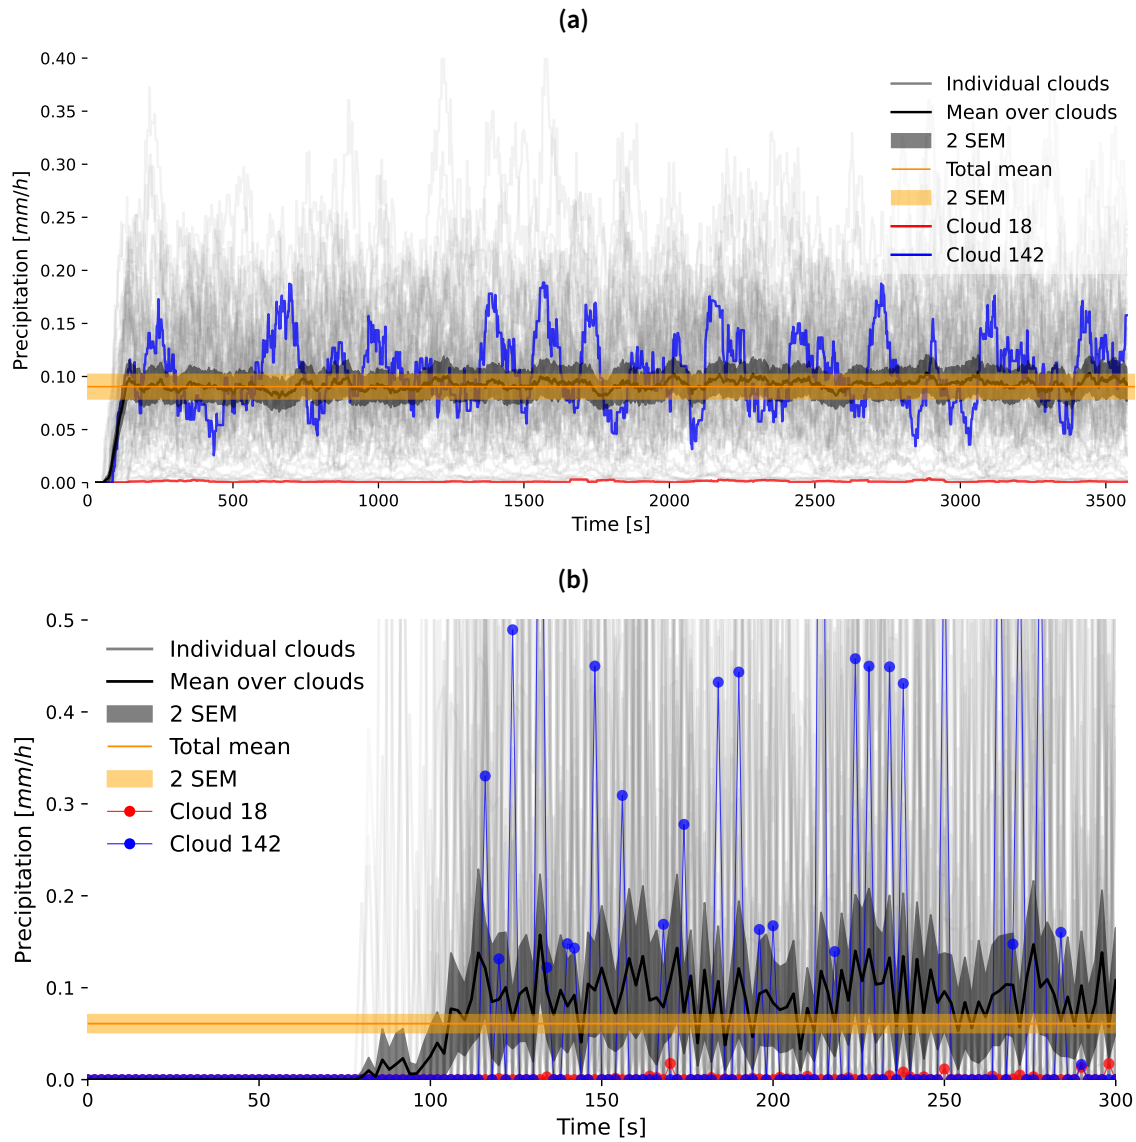 (a)
Precipitation [mm/h]
0.40
0.35
0.30
0.25
0.20
0.15
0.10
0.05
0.00
Individual clouds
Mean over clouds
2 SEM
Total mean
2 SEM
Cloud 18
Cloud 142
0 500 1000 1500 2000 2500 3000 3500
Time [s]
(b)
Precipitation [mm/h]
0.5
0.4
0.3
0.2
0.1
0.0
Individual clouds
Mean over clouds
2 SEM
Total mean
2 SEM
Cloud 18
Cloud 142
0 50 100 150 200 250 300
Time [s]